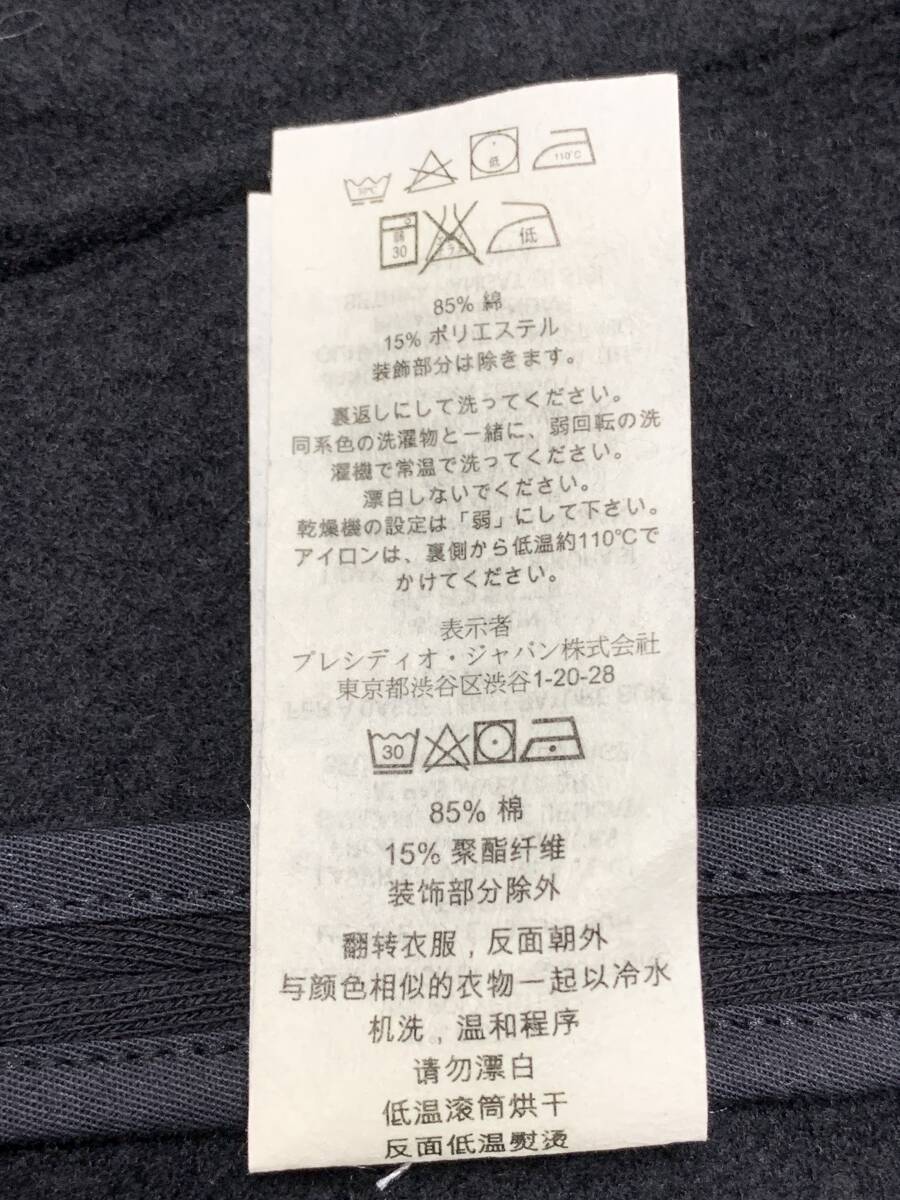 30℃ 低 110℃
弱 30 低
85% 綿
15% ポリエステル
装飾部分は除きます。
裏返しにして洗ってください。
同系色の洗濯物と一緒に、弱回転の洗
濯機で常温で洗ってください。
漂白しないでください。
乾燥機の設定は「弱」にして下さい。
アイロンは、裏側から低温約110℃で
かけてください。
表示者
プレシディオ・ジャパン株式会社
東京都渋谷区渋谷1-20-28
30
85% 棉
15% 聚酯纤维
装饰部分除外
翻转衣服，反面朝外
与颜色相似的衣物一起以冷水
机洗，温和程序
请勿漂白
低温滚筒烘干
反面低温熨烫